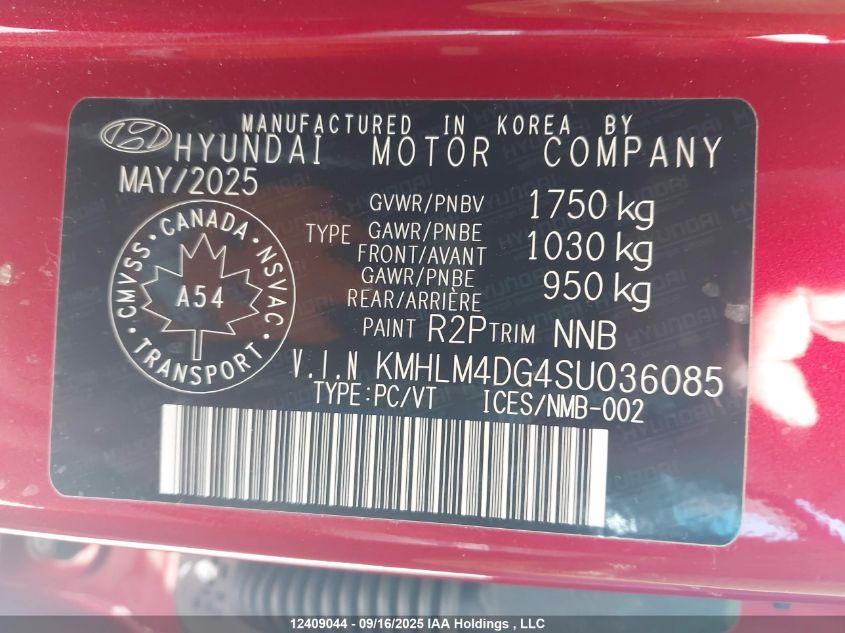 MANUFACTURED IN KOREA BY
HYUNDAI MOTOR COMPANY
MAY/2025
GVWR/PNBV 1750 kg
TYPE GAWR/PNBE FRONT/AVANT 1030 kg
GAWR/PNBE REAR/ARRIÈRE 950 kg
PAINT R2P TRIM NNB
CMVSS · CANADA · NSVAC
A54
TRANSPORT
V.I.N KMHLM4DG4SU036085
TYPE:PC/VT ICES/NMB-002
12409044 - 09/16/2025 IAA Holdings , LLC